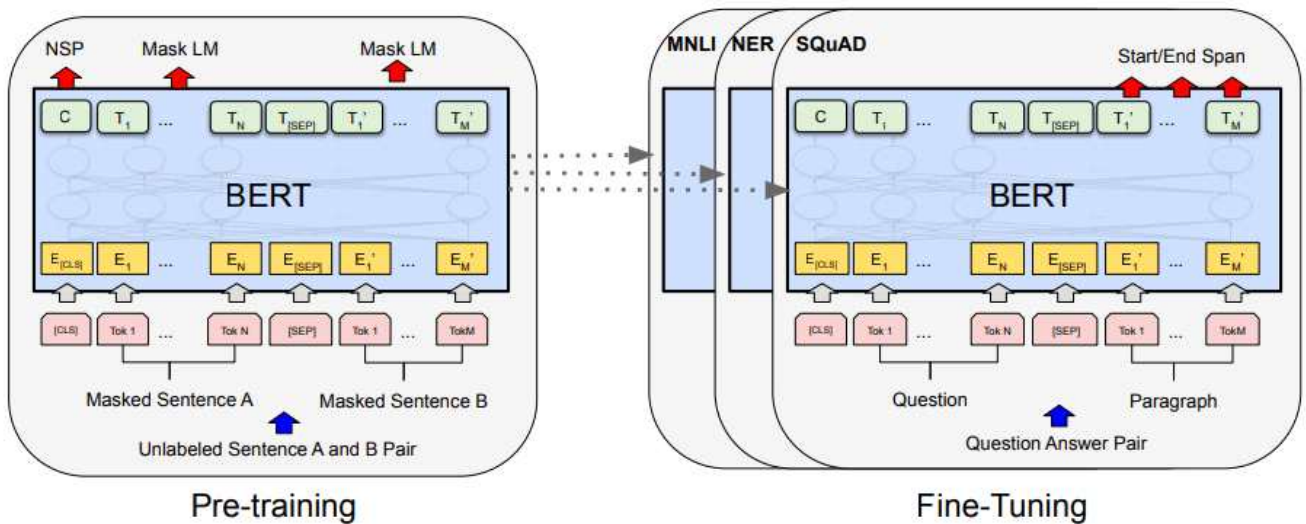 NSP Mask LM Mask LM
MNLI NER SQuAD
Start/End Span
C T1 ... TN T[SEP] T1' ... TM'
BERT
E[CLS] E1 ... EN E[SEP] E1' ... EM'
[CLS] Tok 1 ... Tok N [SEP] Tok 1 ... TokM
Masked Sentence A Masked Sentence B
Unlabeled Sentence A and B Pair
Pre-training
C T1 ... TN T[SEP] T1' ... TM'
BERT
E[CLS] E1 ... EN E[SEP] E1' ... EM'
[CLS] Tok 1 ... Tok N [SEP] Tok 1 ... TokM
Question Paragraph
Question Answer Pair
Fine-Tuning